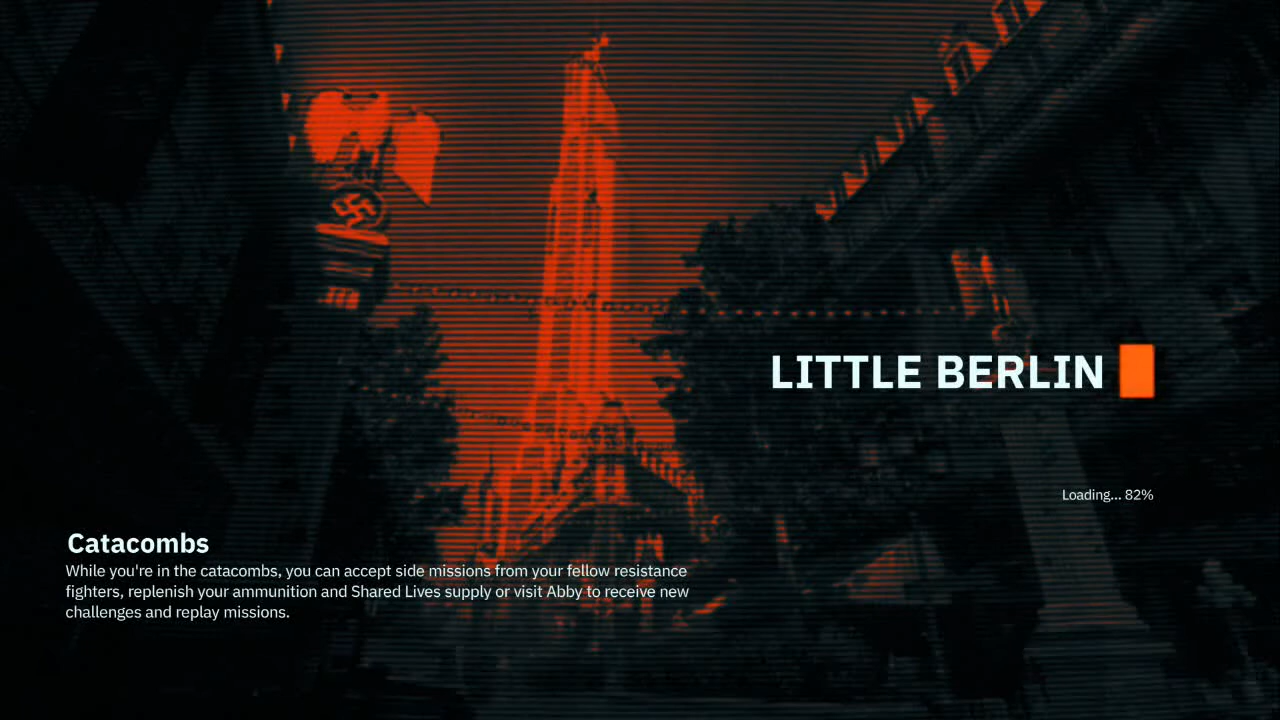 LITTLE BERLIN
Loading... 82%
Catacombs
While you're in the catacombs, you can accept side missions from your fellow resistance
fighters, replenish your ammunition and Shared Lives supply or visit Abby to receive new
challenges and replay missions.